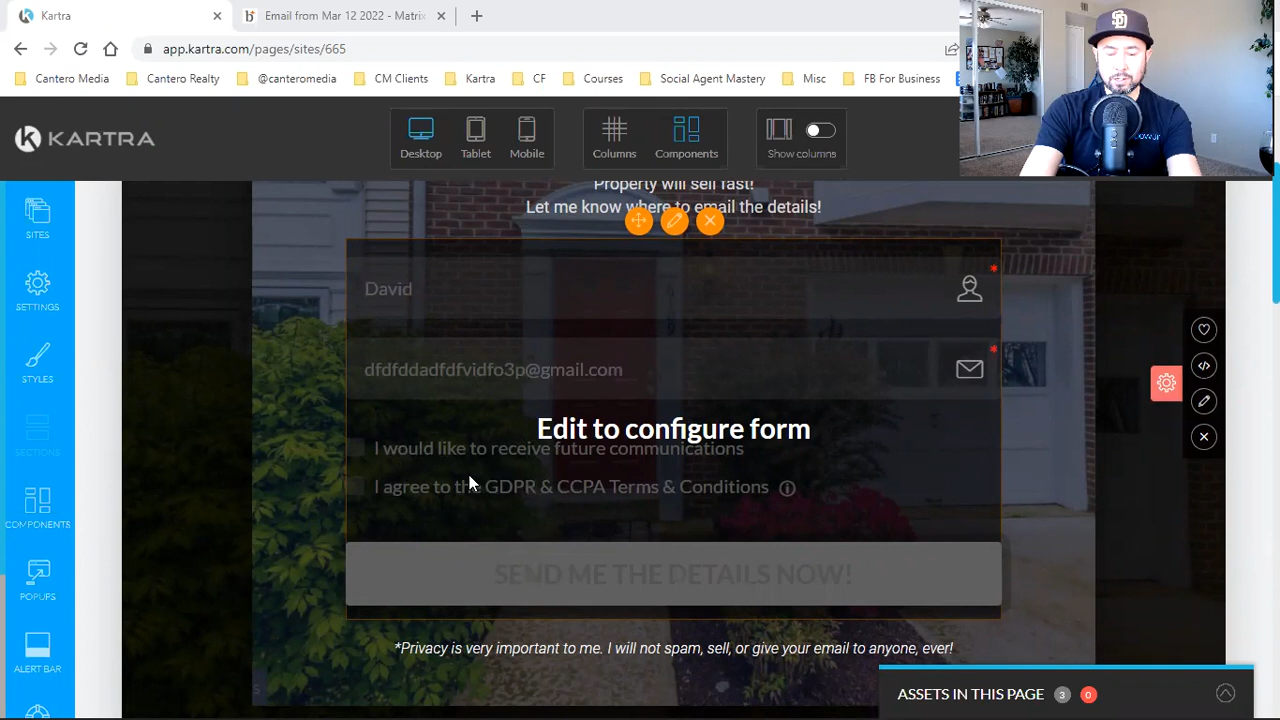 Kartra
Email from Mar 12 2022 - Matrix
app.kartra.com/pages/sites/665
Cantero Media
Cantero Realty
@canteromedia
Kartra
CF
Courses
Social Agent Mastery
Misc
FB For Business
KARTRA
Desktop
Tablet
Mobile
Columns
Components
Show columns
SITES
SETTINGS
STYLES
SECTIONS
COMPONENTS
POPUPS
ALERT BAR
Property will sell fast!
Let me know where to email the details!
David
dfdfddadfdfvidfo3p@gmail.com
Edit to configure form
I would like to receive future communications
I agree to the GDPR & CCPA Terms & Conditions
SEND ME THE DETAILS NOW!
*Privacy is very important to me. I will not spam, sell, or give your email to anyone, ever!
ASSETS IN THIS PAGE 3 0
SD